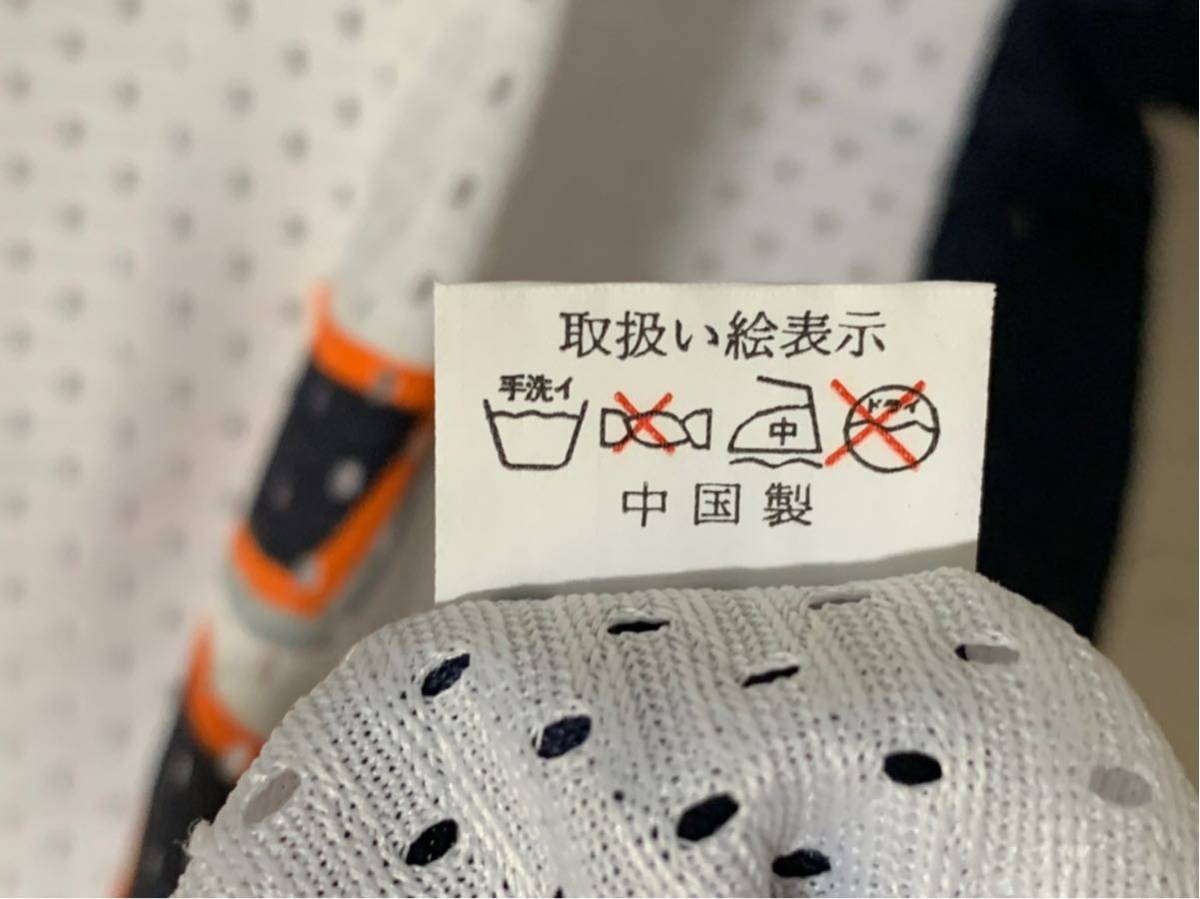 取扱い絵表示
手洗イ 中 ドライ
中国製